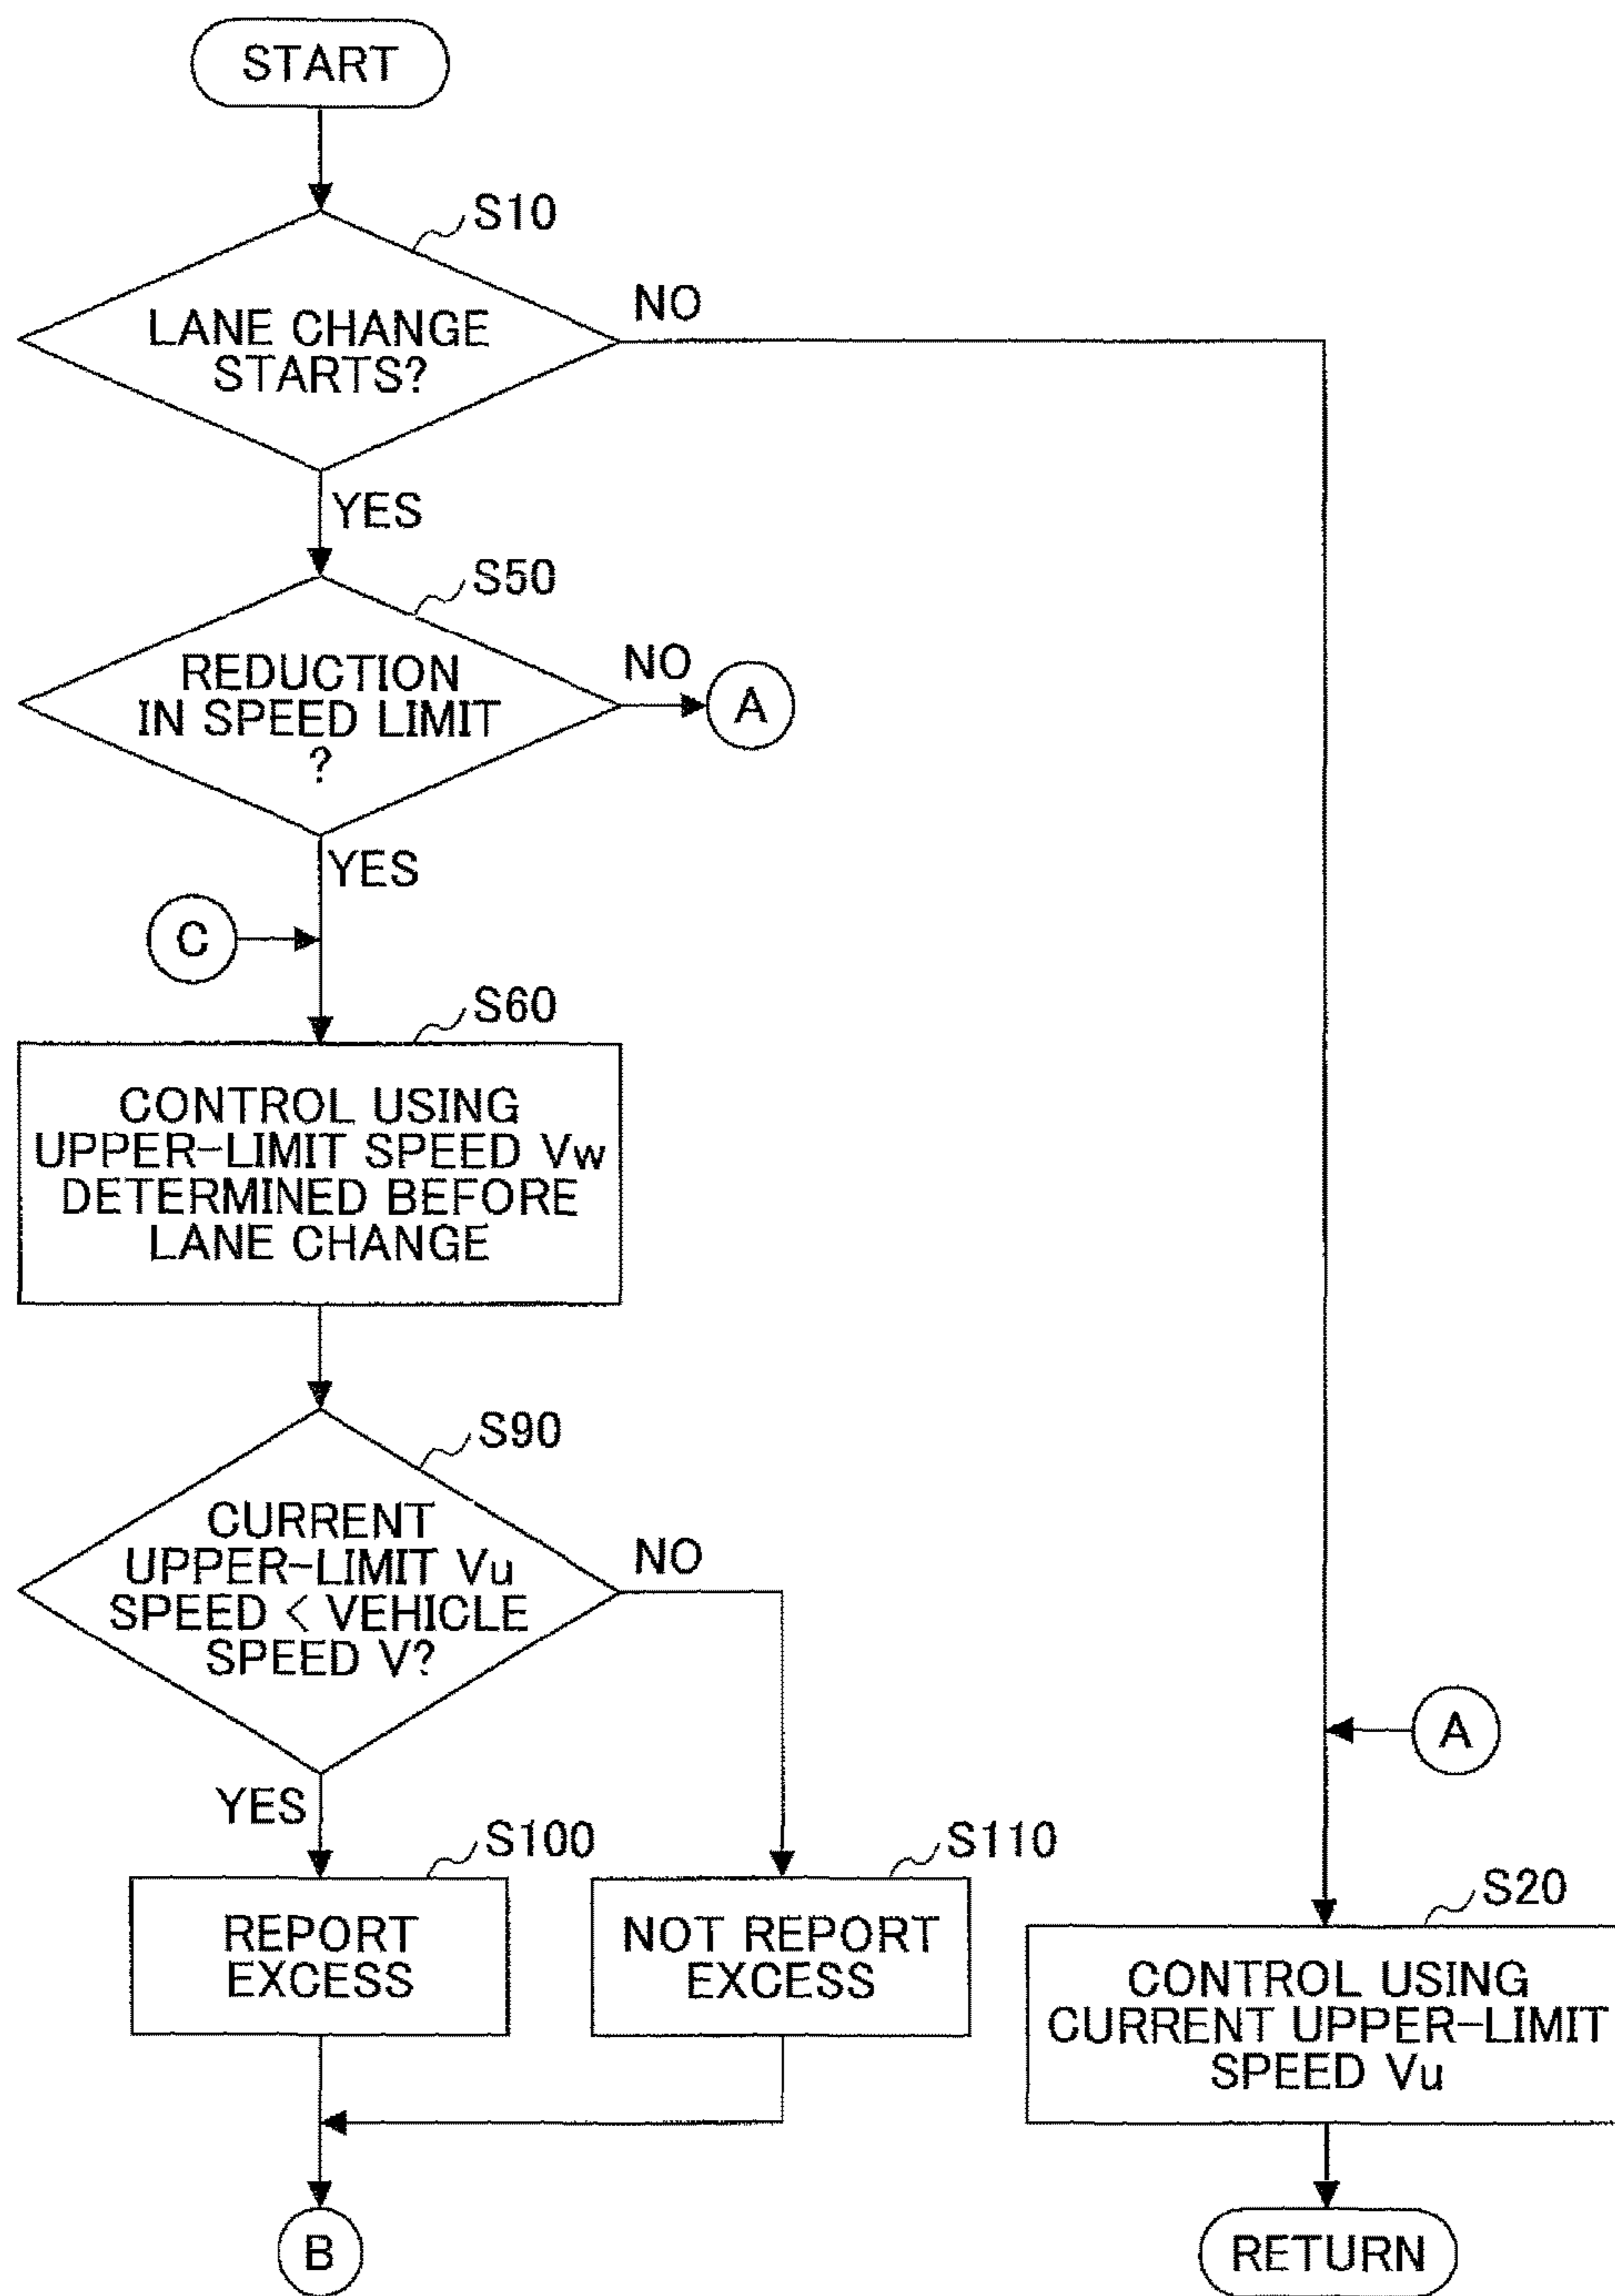 START
S10
LANE CHANGE
STARTS?
NO
YES
S50
REDUCTION
IN SPEED LIMIT
?
NO
A
YES
C
S60
CONTROL USING
UPPER-LIMIT SPEED Vw
DETERMINED BEFORE
LANE CHANGE
S90
CURRENT
UPPER-LIMIT Vu
SPEED < VEHICLE
SPEED V?
NO
YES
A
S100
REPORT
EXCESS
S110
NOT REPORT
EXCESS
S20
CONTROL USING
CURRENT UPPER-LIMIT
SPEED Vu
B
RETURN